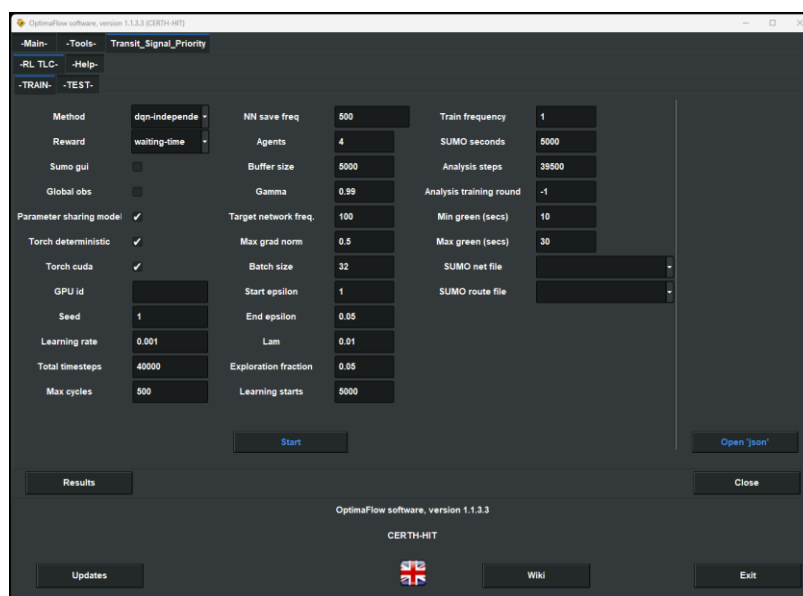 OptimaFlow software, version 1.1.3.3 (CERTH-HIT)
-Main- -Tools- Transit_Signal_Priority
-RL TLC- -Help-
-TRAIN- -TEST-
Method dqn-independe NN save freq 500 Train frequency 1
Reward waiting-time Agents 4 SUMO seconds 5000
Sumo gui Buffer size 5000 Analysis steps 39500
Global obs Gamma 0.99 Analysis training round -1
Parameter sharing model Target network freq. 100 Min green (secs) 10
Torch deterministic Max grad norm 0.5 Max green (secs) 30
Torch cuda Batch size 32 SUMO net file
GPU id Start epsilon 1 SUMO route file
Seed 1 End epsilon 0.05
Learning rate 0.001 Lam 0.01
Total timesteps 40000 Exploration fraction 0.05
Max cycles 500 Learning starts 5000
Start Open 'json'
Results Close
OptimaFlow software, version 1.1.3.3
CERTH-HIT
Updates Wiki Exit